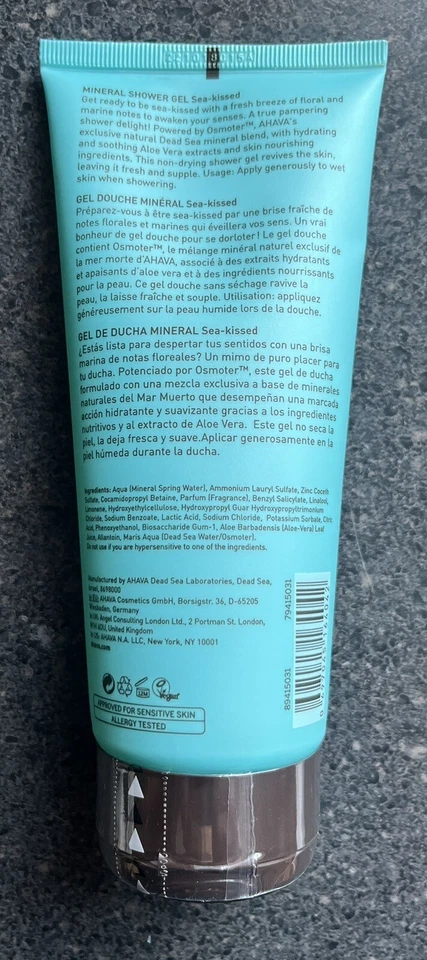 MINERAL SHOWER GEL Sea-kissed
Get ready to be sea-kissed with a fresh breeze of floral and
marine notes to awaken your senses. A true pampering
shower delight! Powered by Osmoter™, AHAVA's
exclusive natural Dead Sea mineral blend, with hydrating
and soothing Aloe Vera extracts and skin nourishing
ingredients. This non-drying shower gel revives the skin,
leaving it fresh and supple. Usage: Apply generously to wet
skin when showering.
GEL DOUCHE MINÉRAL Sea-kissed
Préparez-vous à être sea-kissed par une brise fraîche de
notes florales et marines qui éveillera vos sens. Un vrai
bonheur de gel douche pour se dorloter! Le gel douche
contient Osmoter™, le mélange minéral naturel exclusif de
la mer morte d'AHAVA, associé à des extraits hydratants
et apaisants d'aloe vera et à des ingrédients nourrissants
pour la peau. Ce gel douche sans séchage ravive la
peau, la laisse fraîche et souple. Utilisation: appliquez
généreusement sur la peau humide lors de la douche.
GEL DE DUCHA MINERAL Sea-kissed
¿Estás lista para despertar tus sentidos con una brisa
marina de notas floreales? Un mimo de puro placer para
tu ducha. Potenciado por Osmoter™, este gel de ducha
formulado con una mezcla exclusiva a base de minerales
naturales del Mar Muerto que desempeñan una marcada
acción hidratante y suavizante gracias a los ingredientes
nutritivos y al extracto de Aloe Vera. Este gel no seca la
piel, la deja fresca y suave.Aplicar generosamente en la
piel húmeda durante la ducha.
Ingredients: Aqua (Mineral Spring Water), Ammonium Lauryl Sulfate, Zinc Coceth
Sulfate, Cocamidopropyl Betaine, Parfum (Fragrance), Benzyl Salicylate, Linalool,
Limonene, Hydroxyethylcellulose, Hydroxypropyl Guar Hydroxypropyltrimonium
Chloride, Sodium Benzoate, Lactic Acid, Sodium Chloride, Potassium Sorbate, Citric
Acid, Phenoxyethanol, Biosaccharide Gum-1, Aloe Barbadensis (Aloe-Vera) Leaf
Juice, Allantoin, Maris Aqua (Dead Sea Water/Osmoter).
Do not use if you are hypersensitive to one of the ingredients.
Manufactured by AHAVA Dead Sea Laboratories, Dead Sea,
Israel, 8698000
In EU: AHAVA Cosmetics GmbH, Borsigstr. 36, D-65205
Wiesbaden, Germany
In UK: Angel Consulting London Ltd, 2 Portman St. London,
6DU, United Kingdom
In US: AHAVA N.A. LLC, New York, NY 10001
12M
Vegan
APPROVED FOR SENSITIVE SKIN
ALLERGY TESTED
79415031
89415031